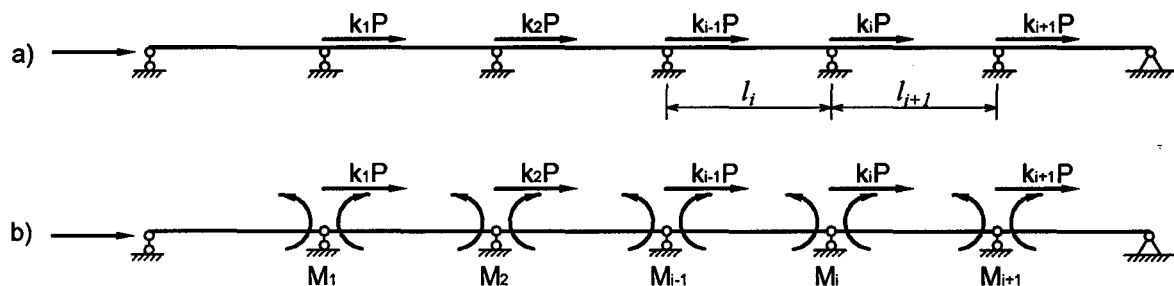 a) k₁P k₂P kᵢ₋₁P kᵢP kᵢ₊₁P
lᵢ lᵢ₊₁
k₁P k₂P kᵢ₋₁P kᵢP kᵢ₊₁P
b)
M₁ M₂ Mᵢ₋₁ Mᵢ Mᵢ₊₁